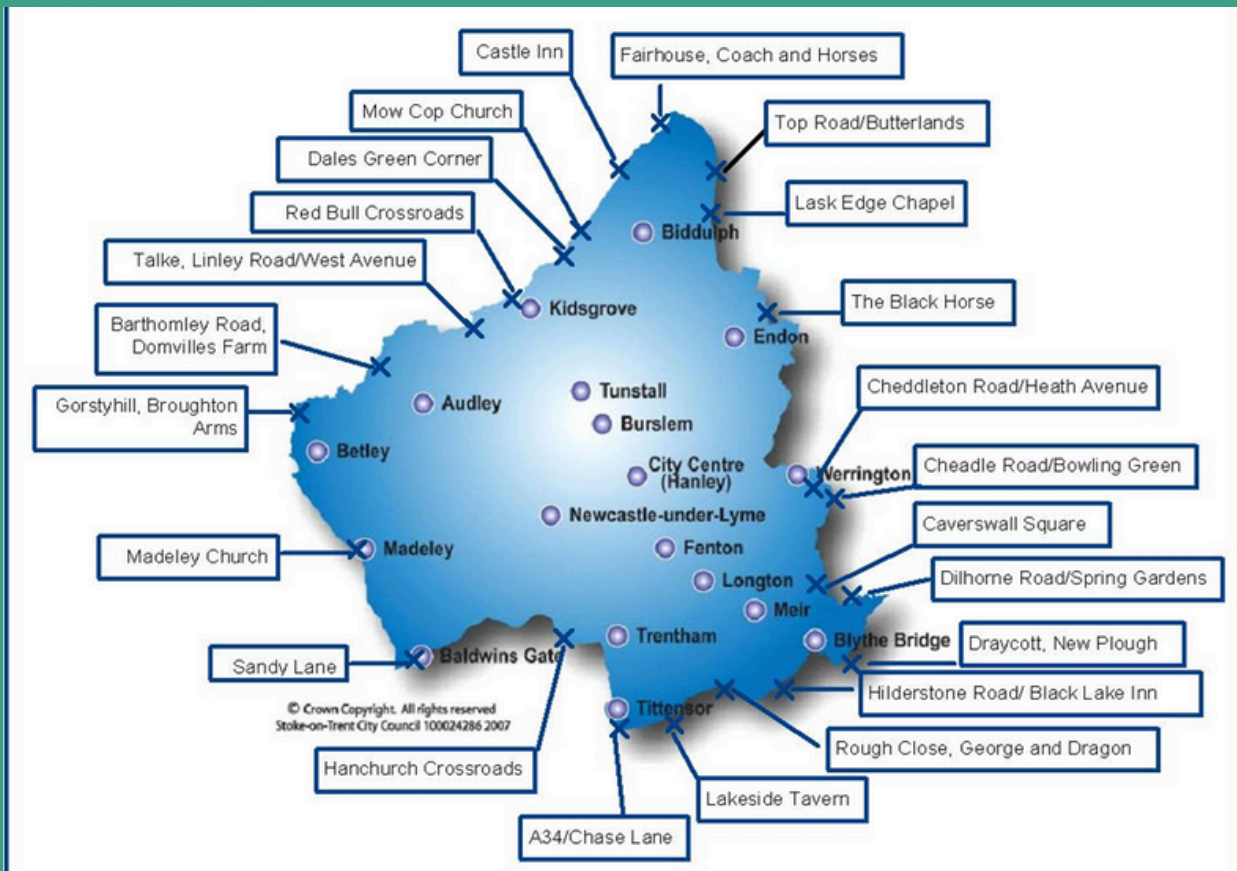 Castle Inn
Fairhouse, Coach and Horses
Mow Cop Church
Top Road/Butterlands
Dales Green Corner
Lask Edge Chapel
Red Bull Crossroads
Biddulph
Talke, Linley Road/West Avenue
The Black Horse
Kidsgrove
Barthomley Road,
Domvilles Farm
Endon
Cheddleton Road/Heath Avenue
Tunstall
Gorstyhill, Broughton
Arms
Audley
Burslem
Betley
City Centre
(Hanley)
Werrington
Cheadle Road/Bowling Green
Newcastle-under-Lyme
Caverswall Square
Madeley Church
Madeley
Fenton
Longton
Dilhorne Road/Spring Gardens
Meir
Trentham
Blythe Bridge
Draycott, New Plough
Sandy Lane
Baldwins Gate
Hilderstone Road/ Black Lake Inn
© Crown Copyright. All rights reserved
Stoke-on-Trent City Council 100024286 2007
Tittensor
Rough Close, George and Dragon
Hanchurch Crossroads
Lakeside Tavern
A34/Chase Lane